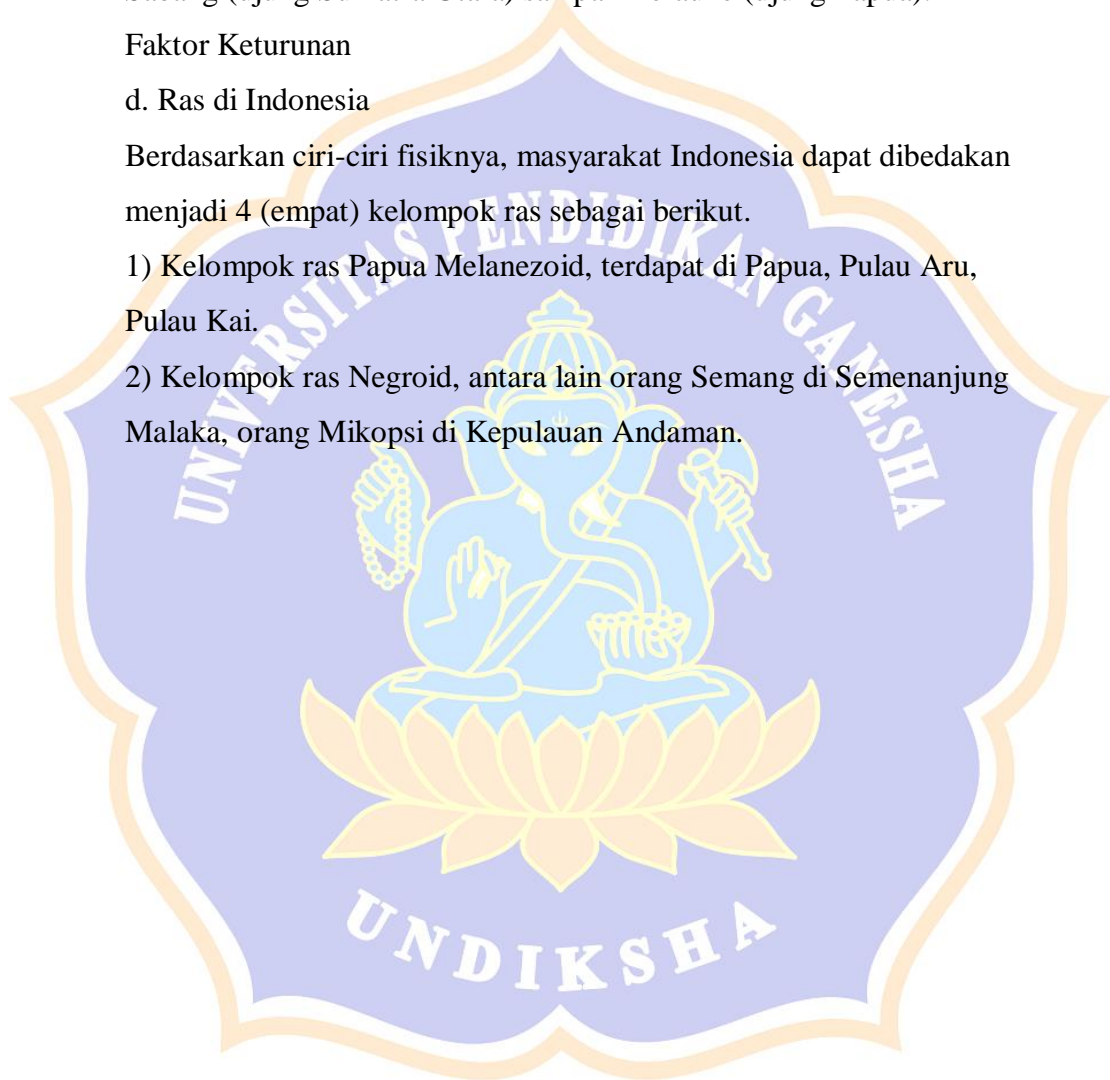 Faktor Keturunan
d. Ras di Indonesia
Berdasarkan ciri-ciri fisiknya, masyarakat Indonesia dapat dibedakan
menjadi 4 (empat) kelompok ras sebagai berikut.
1) Kelompok ras Papua Melanezoid, terdapat di Papua, Pulau Aru,
Pulau Kai.
2) Kelompok ras Negroid, antara lain orang Semang di Semenanjung
Malaka, orang Mikopsi di Kepulauan Andaman.
UNIVERSITAS PENDIDIKAN GANESHA
UNDIKSHA